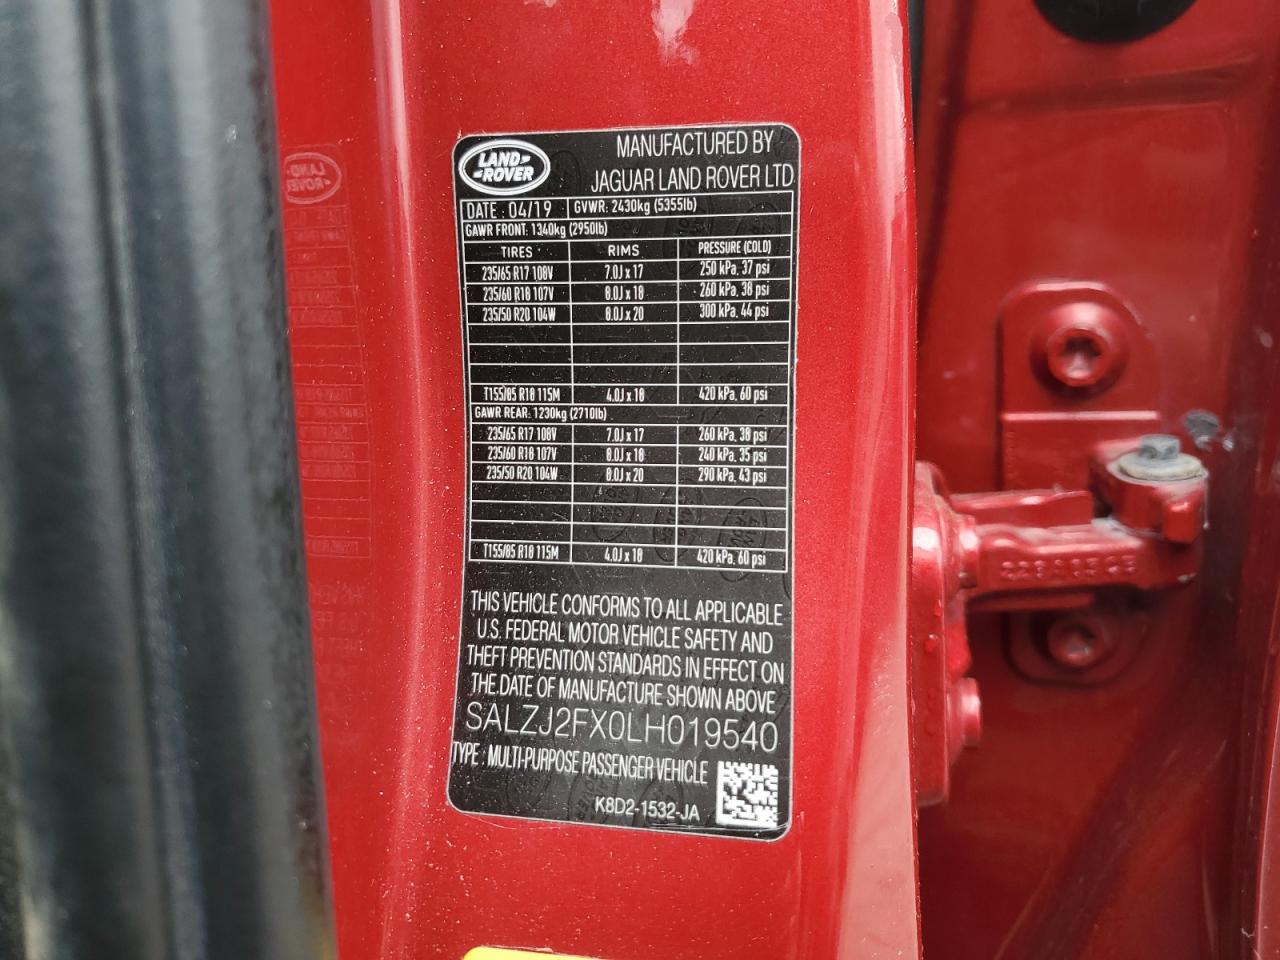 LAND-
-ROVER
MANUFACTURED BY
JAGUAR LAND ROVER LTD
DATE : 04/19 GVWR: 2430kg (5355lb)
GAWR FRONT: 1340kg (2950lb)
TIRES RIMS PRESSURE (COLD)
235/65 R17 108V 7.0J x 17 250 kPa, 37 psi
235/60 R18 107V 8.0J x 18 260 kPa, 38 psi
235/50 R20 104W 8.0J x 20 300 kPa, 44 psi
T155/85 R18 115M 4.0J x 18 420 kPa, 60 psi
GAWR REAR: 1230kg (2710lb)
235/65 R17 108V 7.0J x 17 260 kPa, 38 psi
235/60 R18 107V 8.0J x 18 240 kPa, 35 psi
235/50 R20 104W 8.0J x 20 290 kPa, 43 psi
T155/85 R18 115M 4.0J x 18 420 kPa, 60 psi
THIS VEHICLE CONFORMS TO ALL APPLICABLE
U.S. FEDERAL MOTOR VEHICLE SAFETY AND
THEFT PREVENTION STANDARDS IN EFFECT ON
THE.DATE OF MANUFACTURE SHOWN ABOVE
SALZJ2FX0LH019540
TYPE : MULTI-PURPOSE PASSENGER VEHICLE
K8D2-1532-JA